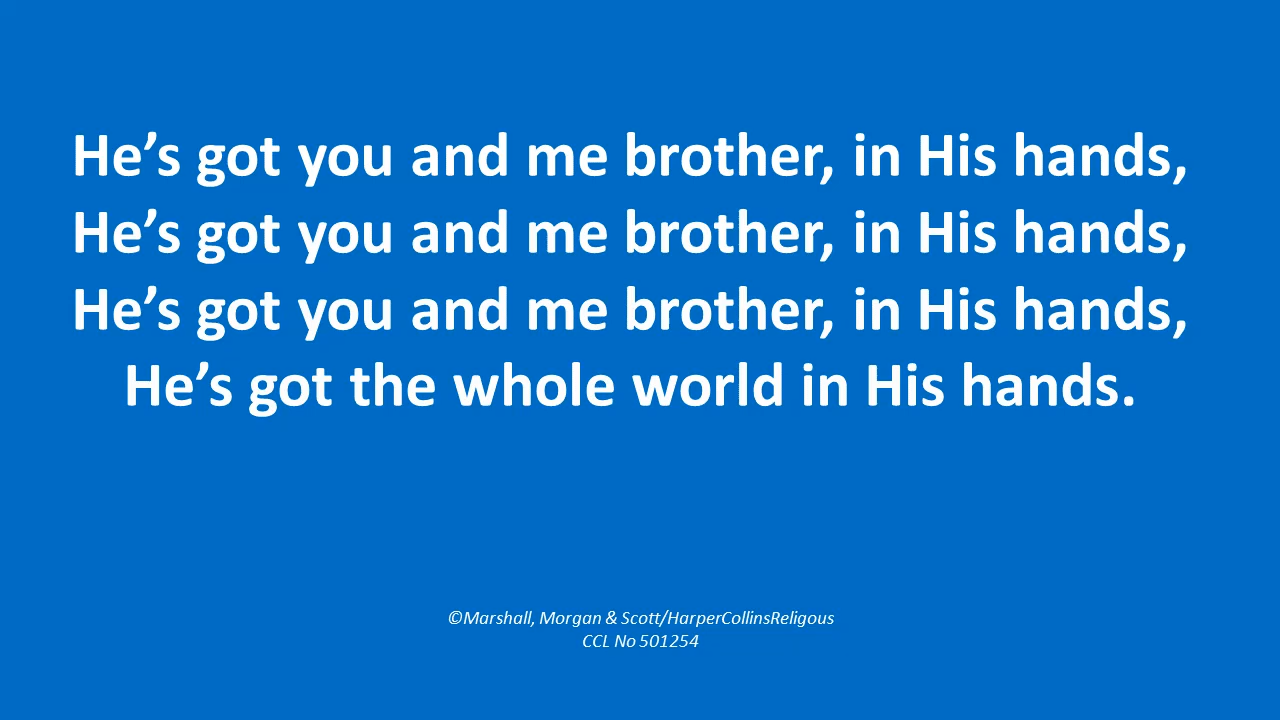 He’s got you and me brother, in His hands,
He’s got you and me brother, in His hands,
He’s got you and me brother, in His hands,
He’s got the whole world in His hands.
©Marshall, Morgan & Scott/HarperCollinsReligous
CCL No 501254